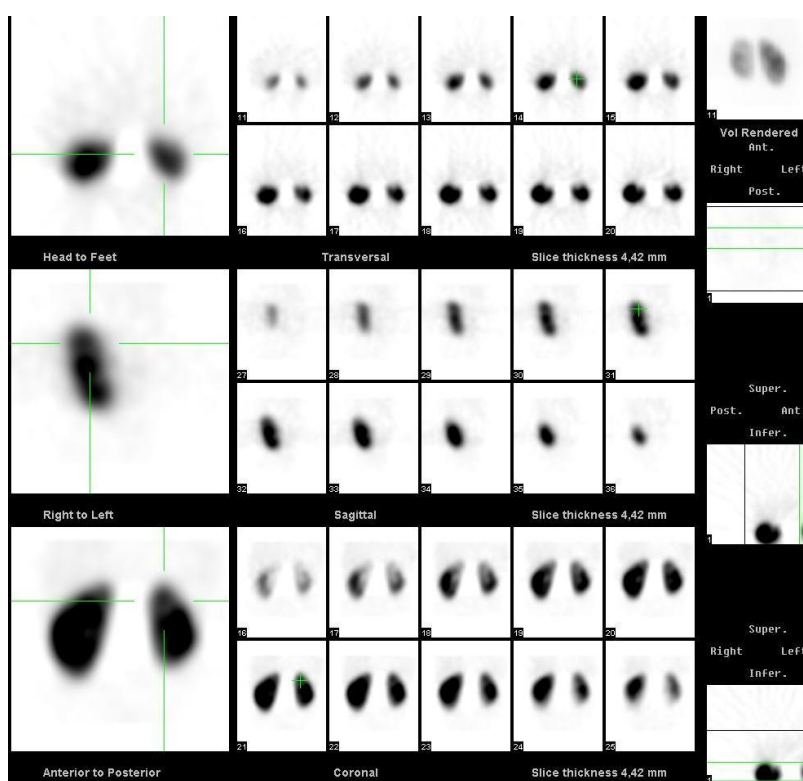 11 12 13 14 15
11
Vol Rendered
Ant.
Right Left
Post.
16 17 18 19 20
Head to Feet Transversal Slice thickness 4,42 mm
1
27 28 29 30 31
Super.
Post. Ant
Infer.
32 33 34 35 36
Right to Left Sagittal Slice thickness 4,42 mm
1
16 17 18 19 20
Super.
Right Left
Infer.
21 22 23 24 25
Anterior to Posterior Coronal Slice thickness 4,42 mm
1